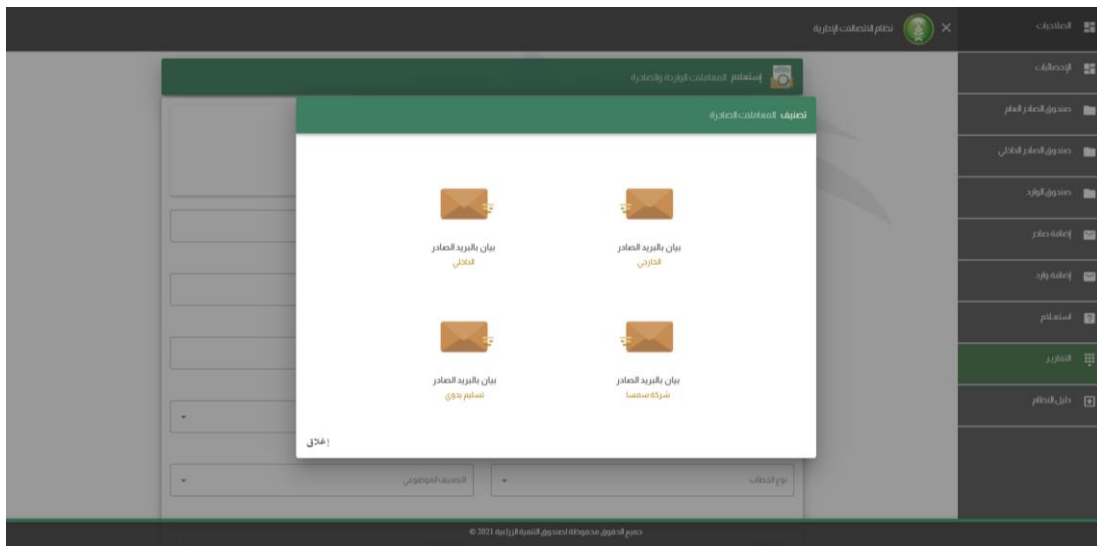 نظام الاتصالات الإدارية
الصلاحيات
الإحصائيات
صندوق الصادر العام
صندوق الصادر الداخلي
صندوق الوارد
إضافة صادر
إضافة وارد
استعلام
التقارير
دليل النظام
إستعلام المعاملات الواردة والصادرة
تصنيف المعاملات الصادرة
بيان بالبريد الصادر
الخارجي
بيان بالبريد الصادر
الداخلي
بيان بالبريد الصادر
شركة سمسا
بيان بالبريد الصادر
تسليم يدوي
إغلاق
نوع الخطاب
التصنيف الموضوعي
جميع الحقوق محفوظة لصندوق التنمية الزراعية 2021 ©